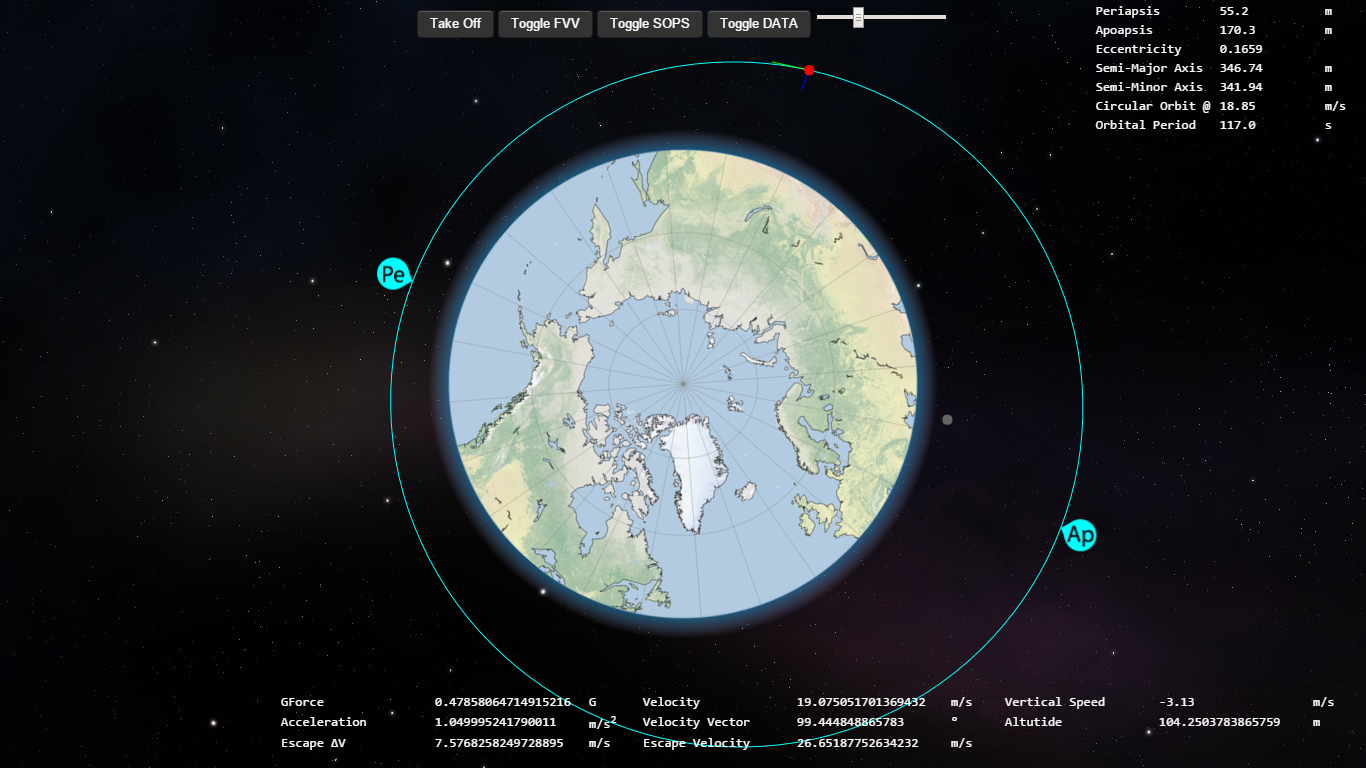 Take Off Toggle FVV Toggle SOPS Toggle DATA
Periapsis 55.2 m
Apoapsis 170.3 m
Eccentricity 0.1659
Semi-Major Axis 346.74 m
Semi-Minor Axis 341.94 m
Circular Orbit @ 18.85 m/s
Orbital Period 117.0 s
Pe
Ap
GForce 0.47858064714915216 G Velocity 19.075051701369432 m/s Vertical Speed -3.13 m/s
Acceleration 1.049995241790011 m/s² Velocity Vector 99.444848865783 ° Altutide 104.2503783865759 m
Escape ΔV 7.5768258249728895 m/s Escape Velocity 26.65187752634232 m/s